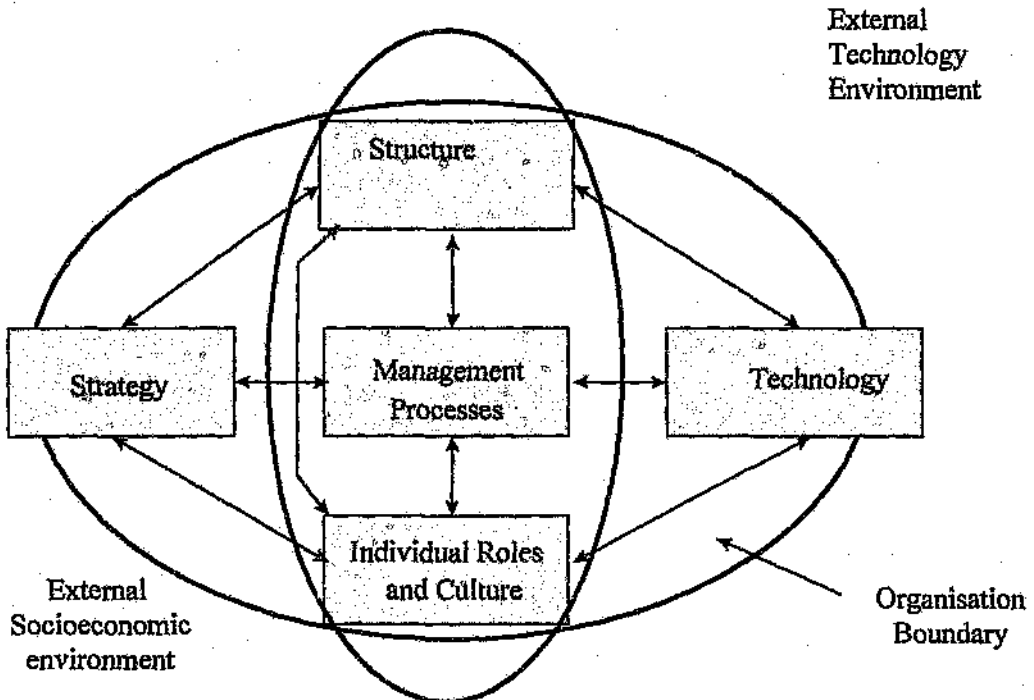 External
Technology
Environment
Structure
Strategy
Management
Processes
Technology
Individual Roles
and Culture
External
Socioeconomic
environment
Organisation
Boundary